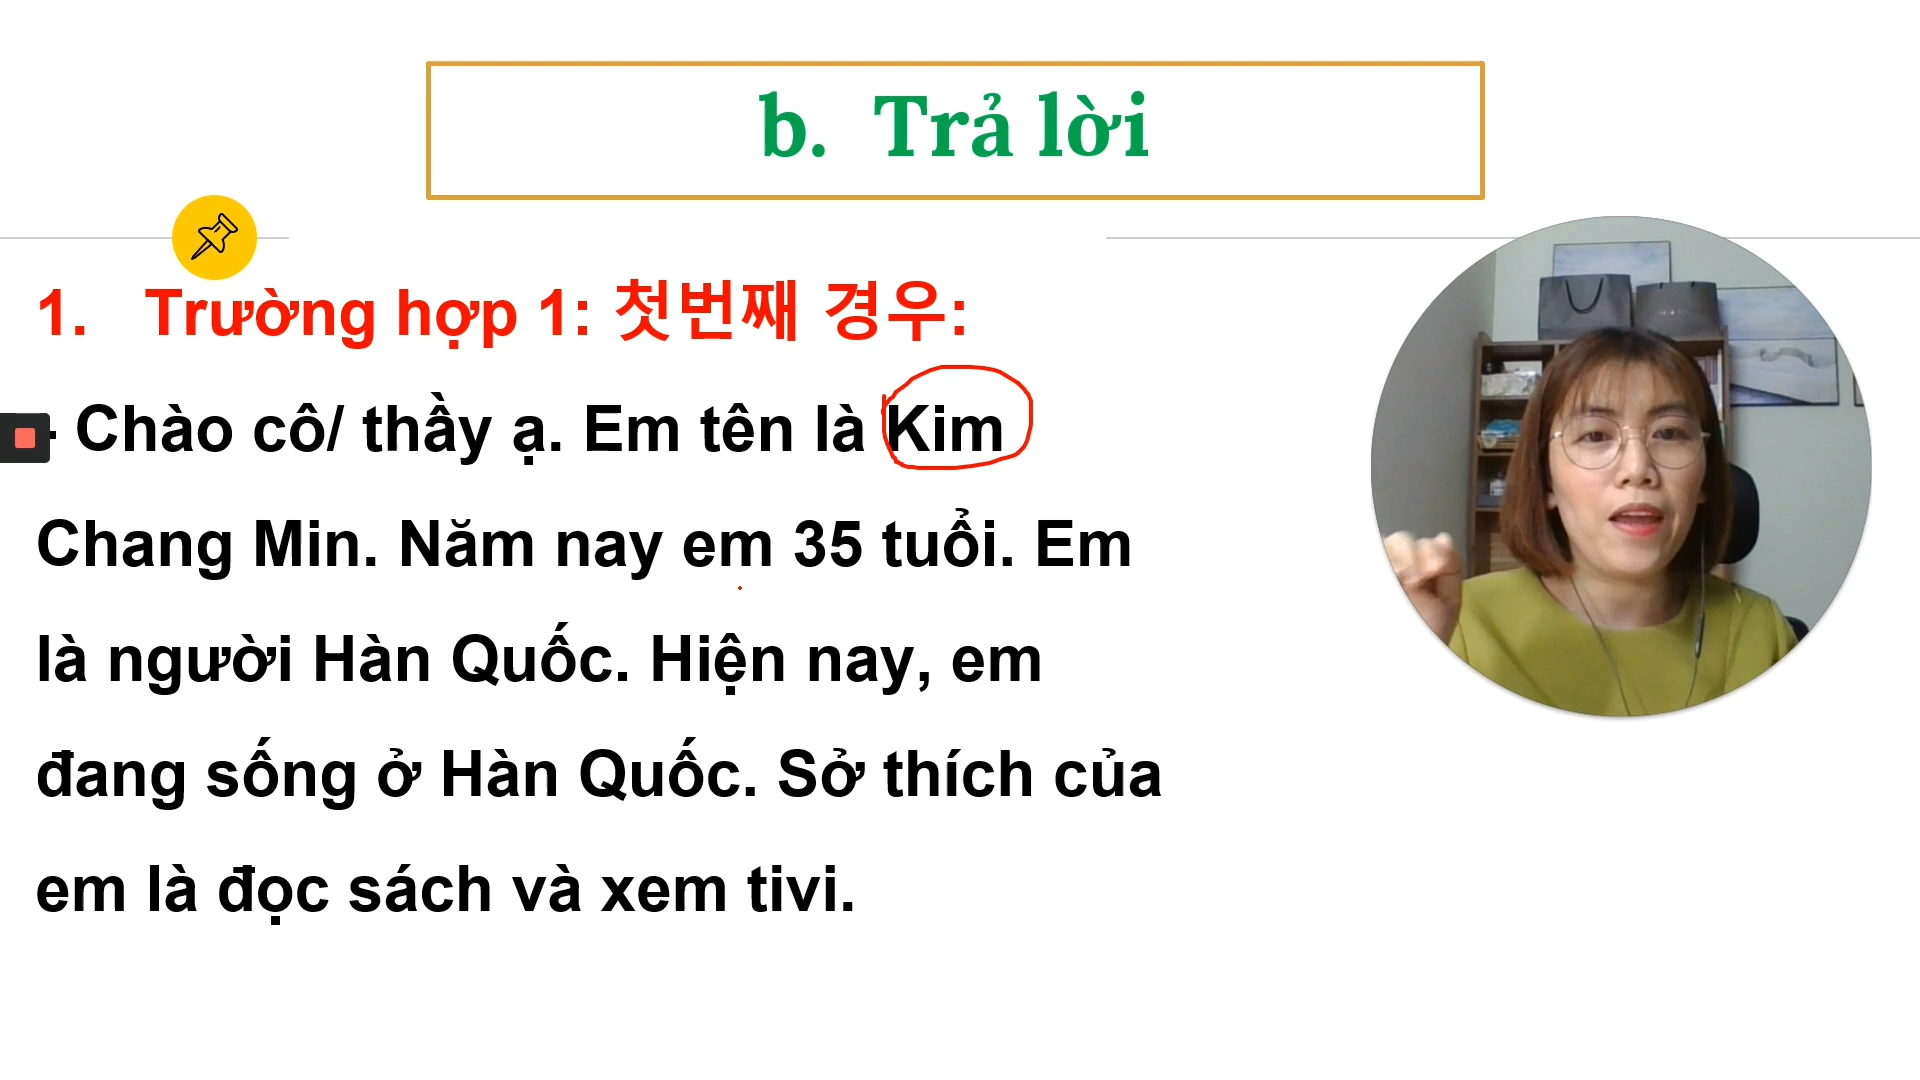 b. Trả lời
1. Trường hợp 1: 첫번째 경우:
- Chào cô/ thầy ạ. Em tên là Kim
Chang Min. Năm nay em 35 tuổi. Em
là người Hàn Quốc. Hiện nay, em
đang sống ở Hàn Quốc. Sở thích của
em là đọc sách và xem tivi.